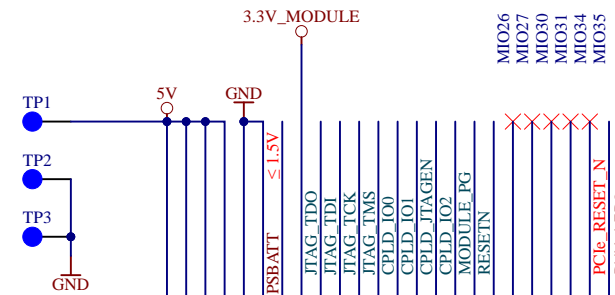 3.3V_MODULE
MIO26
MIO27
MIO30
MIO31
MIO34
MIO35
TP1
5V
GND
TP2
TP3
GND
PSBATT
≤ 1.5V
JTAG_TDO
JTAG_TDI
JTAG_TCK
JTAG_TMS
CPLD_IO0
CPLD_IO1
CPLD_JTAGEN
CPLD_IO2
MODULE_PG
RESETN
PCIe_RESET_N